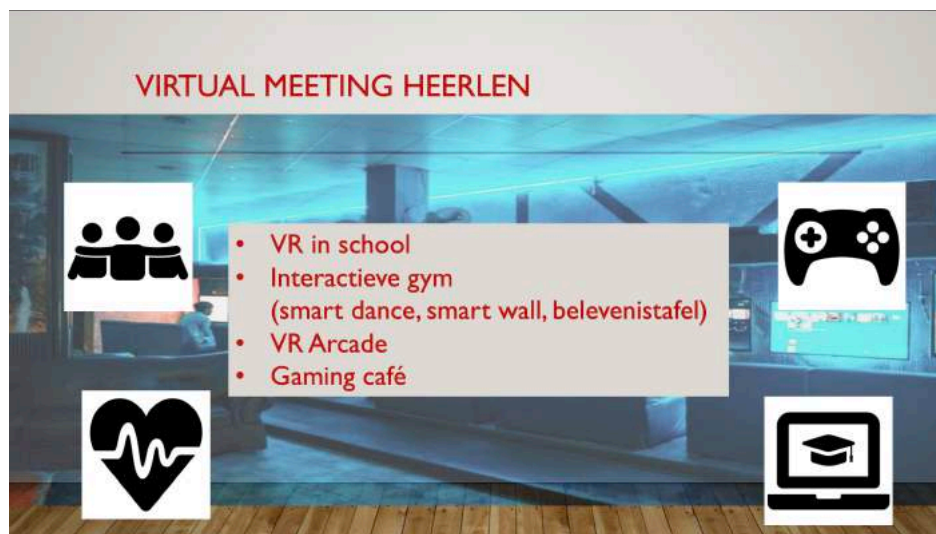 VIRTUAL MEETING HEERLEN
• VR in school
• Interactieve gym
(smart dance, smart wall, belevenistafel)
• VR Arcade
• Gaming café